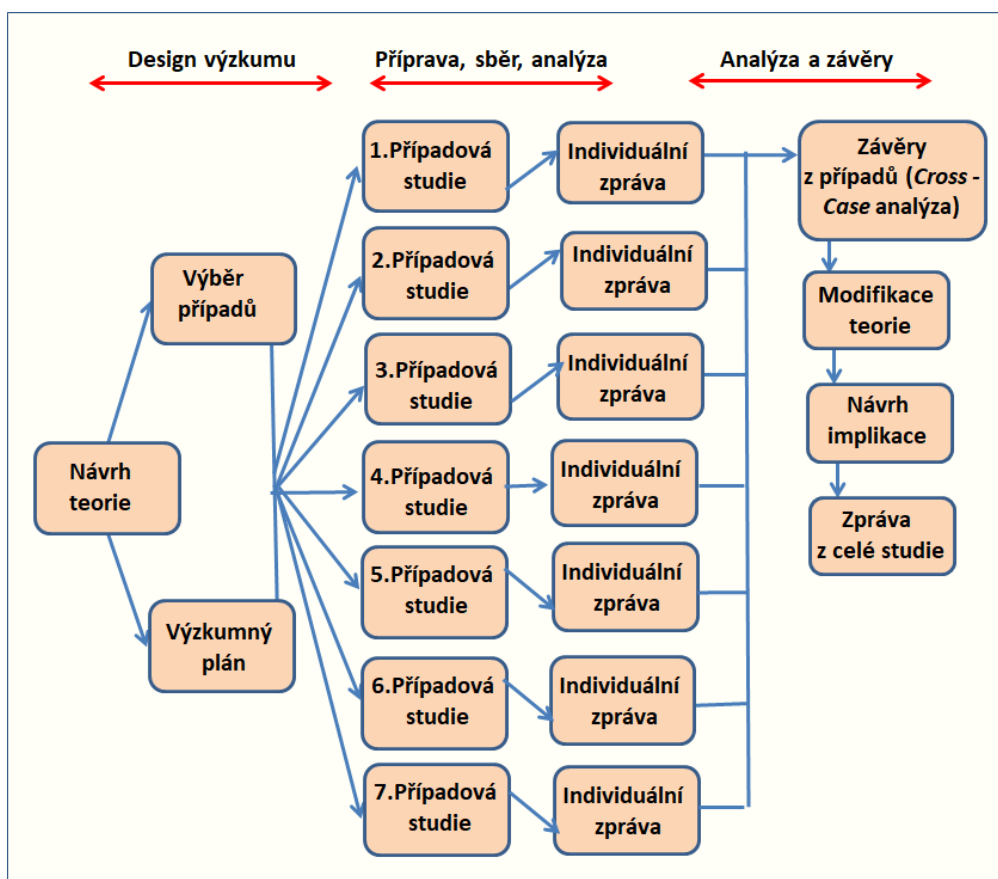 Design výzkumu
Příprava, sběr, analýza
Analýza a závěry
Návrh
teorie
Výběr
případů
Výzkumný
plán
1.Případová
studie
Individuální
zpráva
2.Případová
studie
Individuální
zpráva
3.Případová
studie
Individuální
zpráva
4.Případová
studie
Individuální
zpráva
5.Případová
studie
Individuální
zpráva
6.Případová
studie
Individuální
zpráva
7.Případová
studie
Individuální
zpráva
Závěry
z případů (Cross -
Case analýza)
Modifikace
teorie
Návrh
implikace
Zpráva
z celé studie